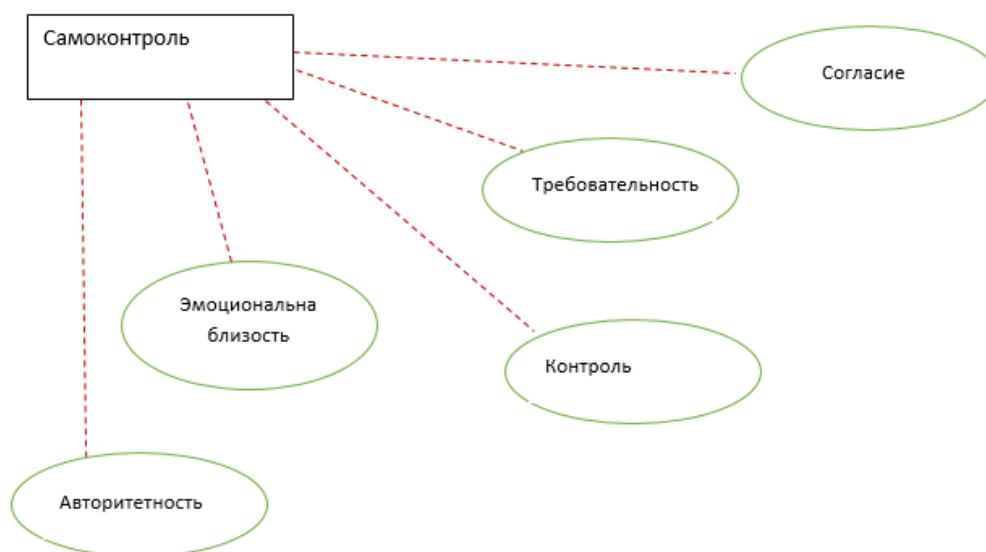 Самоконтроль
Согласие
Требовательность
Эмоциональна
близость
Контроль
Авторитетность